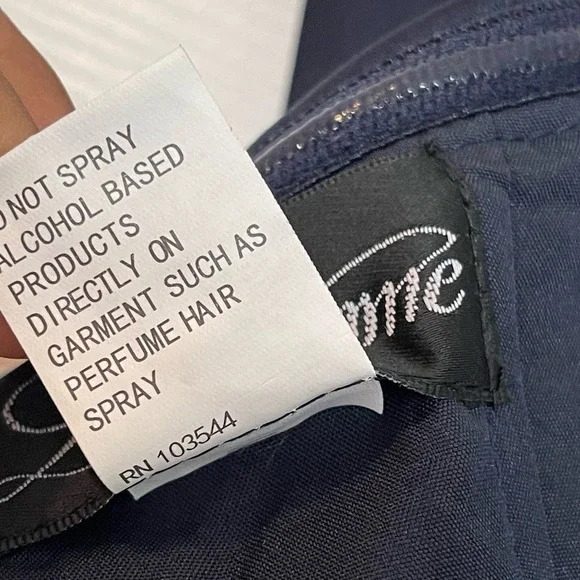 O NOT SPRAY
ALCOHOL BASED
PRODUCTS
DIRECTLY ON
GARMENT SUCH AS
PERFUME HAIR
SPRAY
RN 103544